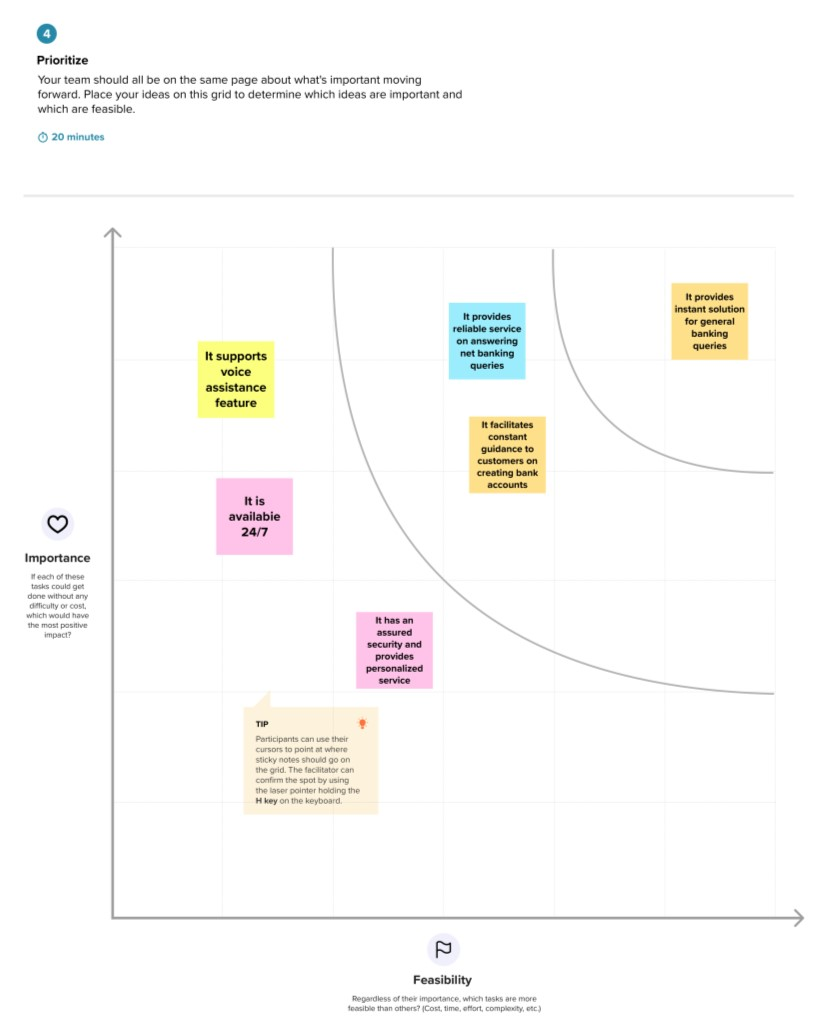 4
Prioritize
Your team should all be on the same page about what's important moving
forward. Place your ideas on this grid to determine which ideas are important and
which are feasible.
20 minutes
It provides
instant solution
for general
banking
queries
It provides
reliable service
on answering
net banking
queries
It supports
voice
assistance
feature
It facilitates
constant
guidance to
customers on
creating bank
accounts
It is
available
24/7
Importance
If each of these
tasks could get
done without any
difficulty or cost,
which would have
the most positive
impact?
It has an
assured
security and
provides
personalized
service
TIP
Participants can use their
cursors to point at where
sticky notes should go on
the grid. The facilitator can
confirm the spot by using
the laser pointer holding the
H key on the keyboard.
Feasibility
Regardless of their importance, which tasks are more
feasible than others? (Cost, time, effort, complexity, etc.)